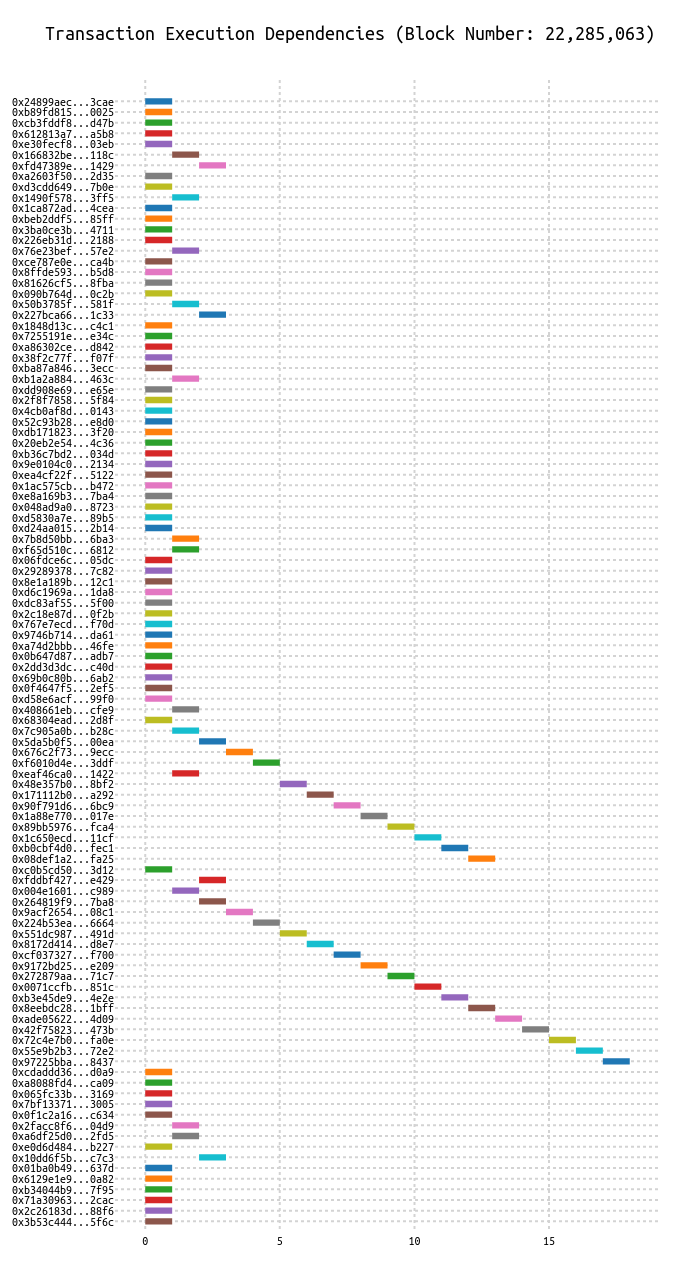 Transaction Execution Dependencies (Block Number: 22,285,063)
0x24899aec...3cae
0xb89fd815...0025
0xcb3fddf8...d47b
0x612813a7...a5b8
0xe30fecf8...03eb
0x166832be...118c
0xfd47389e...1429
0xa2603f50...2d35
0xd3cdd649...7b0e
0x1490f578...3ff5
0x1ca872ad...4cea
0xbeb2ddf5...85ff
0x3ba0ce3b...4711
0x226eb31d...2188
0x76e23bef...57e2
0xce787e0e...ca4b
0x8ffde593...b5d8
0x81626cf5...8fba
0x090b764d...0c2b
0x50b3785f...581f
0x227bca66...1c33
0x1848d13c...c4c1
0x7255191e...e34c
0xa86302ce...d842
0x38f2c77f...f07f
0xba87a846...3ecc
0xb1a2a884...463c
0xdd908e69...e65e
0x2f8f7858...5f84
0x4cb0af8d...0143
0x52c93b28...e8d0
0xdb171823...3f20
0x20eb2e54...4c36
0xb36c7bd2...034d
0x9e0104c0...2134
0xea4cf22f...5122
0x1ac575cb...b472
0xe8a169b3...7ba4
0x048ad9a0...8723
0xd5830a7e...89b5
0xd24aa015...2b14
0x7b8d50bb...6ba3
0xf65d510c...6812
0x06fdce6c...05dc
0x29289378...7c82
0x8e1a189b...12c1
0xd6c1969a...1da8
0xdc83af55...5f00
0x2c18e87d...0f2b
0x767e7ecd...f70d
0x9746b714...da61
0xa74d2bbb...46fe
0x0b647d87...adb7
0x2dd3d3dc...c40d
0x69b0c80b...6ab2
0x0f4647f5...2ef5
0xd58e6acf...99f0
0x408661eb...cfe9
0x68304ead...2d8f
0x7c905a0b...b28c
0x5da5b0f5...00ea
0x676c2f73...9ecc
0xf6010d4e...3ddf
0xeaf46ca0...1422
0x48e357b0...8bf2
0x171112b0...a292
0x90f791d6...6bc9
0x1a88e770...017e
0x89bb5976...fca4
0x1c650ecd...11cf
0xb0cbf4d0...fec1
0x08def1a2...fa25
0xc0b5cd50...3d12
0xfddbf427...e429
0x004e1601...c989
0x264819f9...7ba8
0x9acf2654...08c1
0x224b53ea...6664
0x551dc987...491d
0x8172d414...d8e7
0xcf037327...f700
0x9172bd25...e209
0x272879aa...71c7
0x0071ccfb...851c
0xb3e45de9...4e2e
0x8eebdc28...1bff
0xade05622...4d09
0x42f75823...473b
0x72c4e7b0...fa0e
0x55e9b2b3...72e2
0x97225bba...8437
0xcdaddd36...d0a9
0xa8088fd4...ca09
0x065fc33b...3169
0x7bf13371...3005
0x0f1c2a16...c634
0x2facc8f6...04d9
0xa6df25d0...2fd5
0xe0d6d484...b227
0x10dd6f5b...c7c3
0x01ba0b49...637d
0x6129e1e9...0a82
0xb34044b9...7f95
0x71a30963...2cac
0x2c26183d...88f6
0x3b53c444...5f6c
0 5 10 15